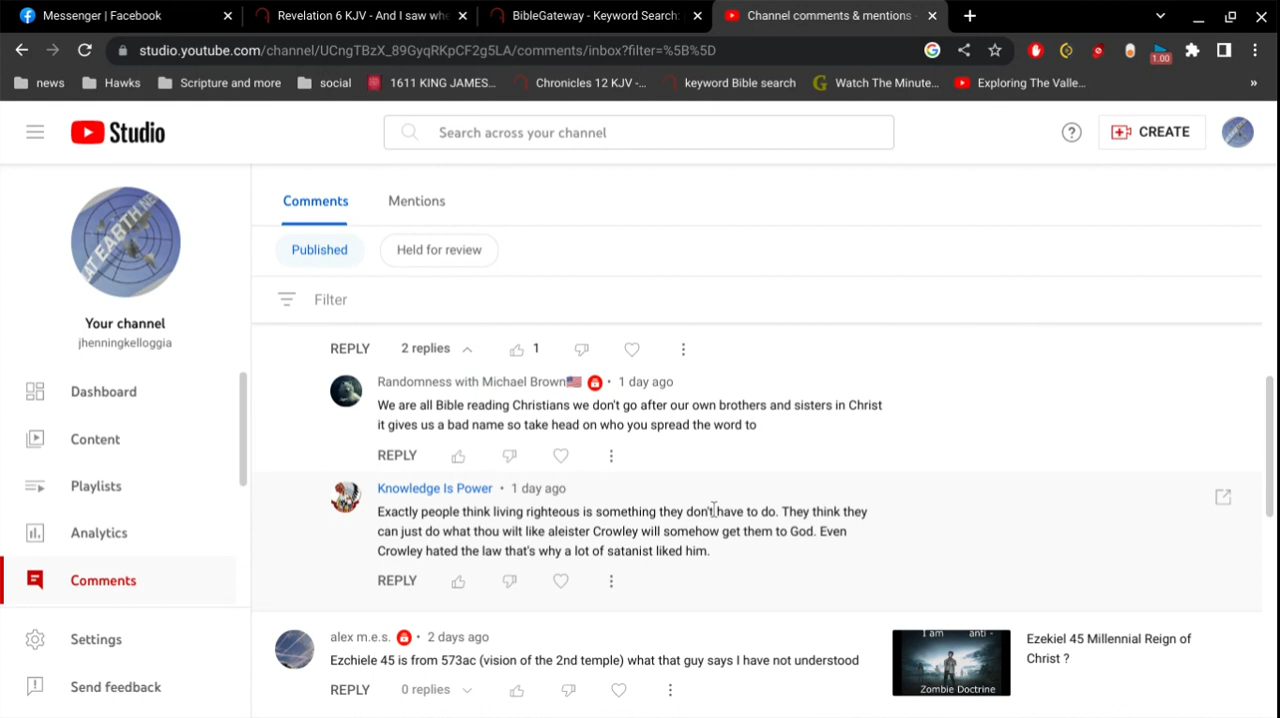 Messenger | Facebook
Revelation 6 KJV - And I saw whe
BibleGateway - Keyword Search:
Channel comments & mentions -
studio.youtube.com/channel/UCngTBzX_89GyqRKpCF2g5LA/comments/inbox?filter=%5B%5D
1.00
news
Hawks
Scripture and more
social
1611 KING JAMES...
Chronicles 12 KJV -...
keyword Bible search
Watch The Minute...
Exploring The Valle...
»
Studio
Search across your channel
CREATE
AT EARTH NE
Your channel
jhenningkelloggia
Dashboard
Content
Playlists
Analytics
Comments
Settings
Send feedback
Comments
Mentions
Published
Held for review
Filter
REPLY 2 replies 1
Randomness with Michael Brown🇺🇸 • 1 day ago
We are all Bible reading Christians we don't go after our own brothers and sisters in Christ
it gives us a bad name so take head on who you spread the word to
REPLY
Knowledge Is Power • 1 day ago
Exactly people think living righteous is something they don't have to do. They think they
can just do what thou wilt like aleister Crowley will somehow get them to God. Even
Crowley hated the law that's why a lot of satanist liked him.
REPLY
alex m.e.s. • 2 days ago
Ezchiele 45 is from 573ac (vision of the 2nd temple) what that guy says I have not understood
REPLY 0 replies
I am anti -
Zombie Doctrine
Ezekiel 45 Millennial Reign of
Christ ?